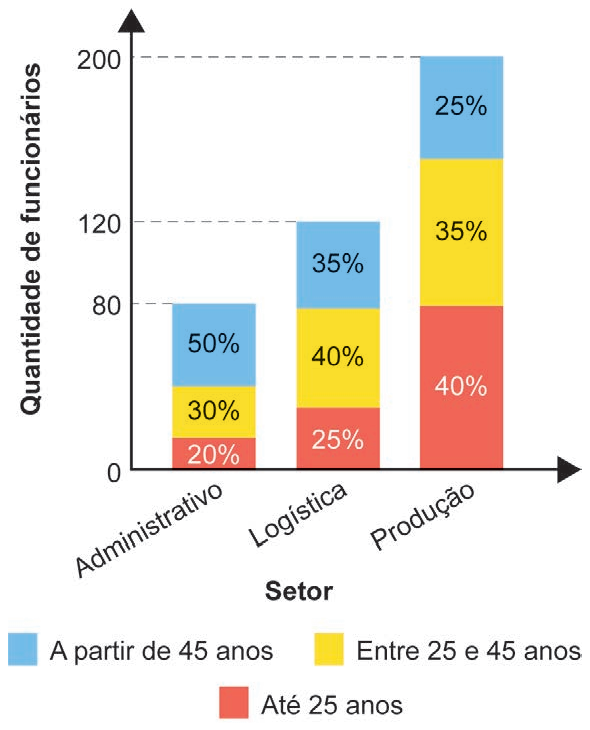 Quantidade de funcionários
200
120
80
0
25%
35%
40%
35%
40%
25%
50%
30%
20%
Administrativo
Logística
Produção
Setor
A partir de 45 anos
Entre 25 e 45 anos
Até 25 anos